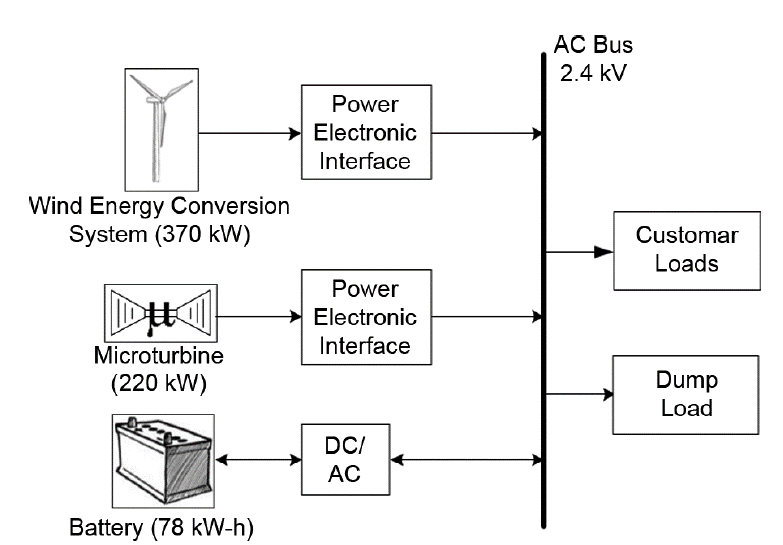 AC Bus
2.4 kV
Power
Electronic
Interface
Wind Energy Conversion
System (370 kW)
Customar
Loads
Power
Electronic
Interface
µ
Microturbine
(220 kW)
Dump
Load
DC/
AC
Battery (78 kW-h)